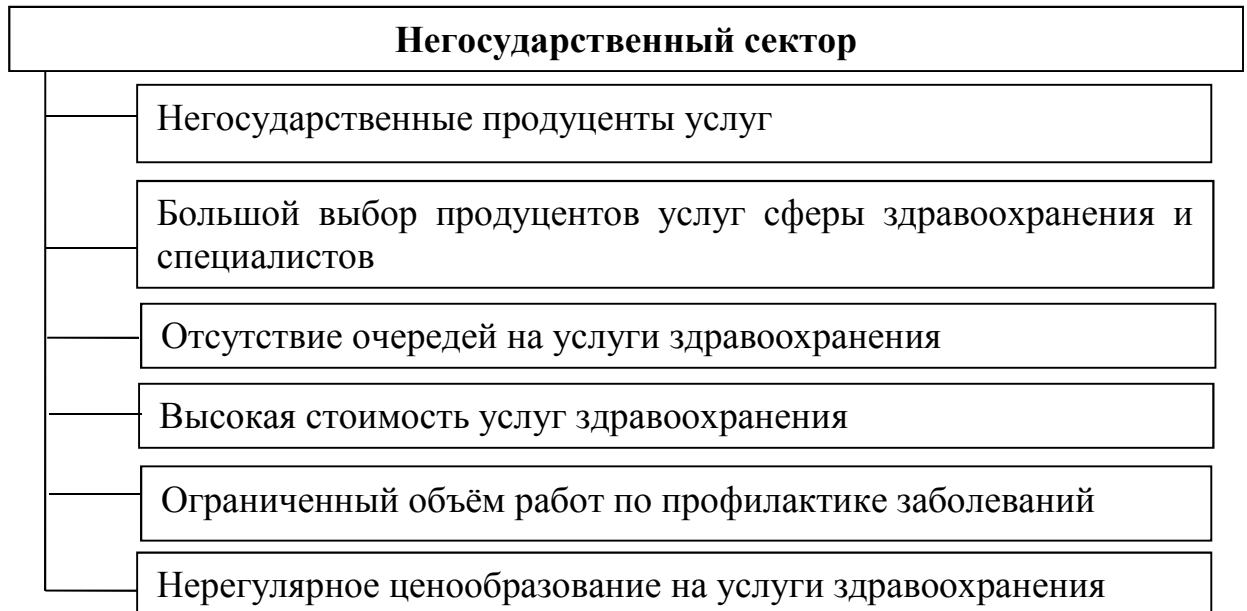 Негосударственный сектор
Негосударственные продуценты услуг
Большой выбор продуцентов услуг сферы здравоохранения и
специалистов
Отсутствие очередей на услуги здравоохранения
Высокая стоимость услуг здравоохранения
Ограниченный объём работ по профилактике заболеваний
Нерегулярное ценообразование на услуги здравоохранения